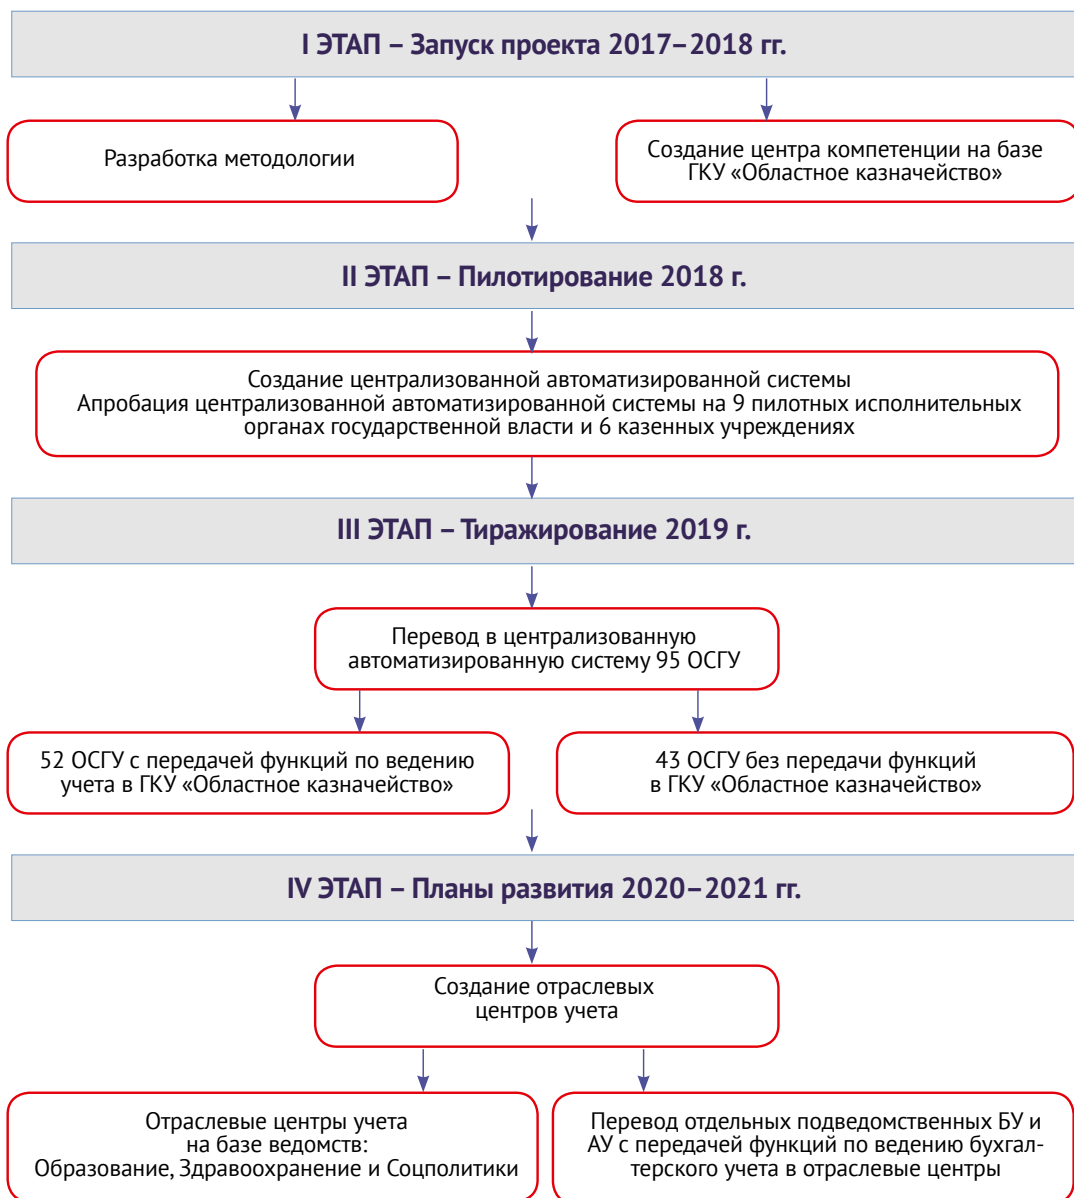 I ЭТАП – Запуск проекта 2017–2018 гг.
Разработка методологии
Создание центра компетенции на базе
ГКУ «Областное казначейство»
II ЭТАП – Пилотирование 2018 г.
Создание централизованной автоматизированной системы
Апробация централизованной автоматизированной системы на 9 пилотных исполнительных
органах государственной власти и 6 казенных учреждениях
III ЭТАП – Тиражирование 2019 г.
Перевод в централизованную
автоматизированную систему 95 ОСГУ
52 ОСГУ с передачей функций по ведению
учета в ГКУ «Областное казначейство»
43 ОСГУ без передачи функций
в ГКУ «Областное казначейство»
IV ЭТАП – Планы развития 2020–2021 гг.
Создание отраслевых
центров учета
Отраслевые центры учета
на базе ведомств:
Образование, Здравоохранение и Соцполитики
Перевод отдельных подведомственных БУ и
АУ с передачей функций по ведению бухгал-
терского учета в отраслевые центры